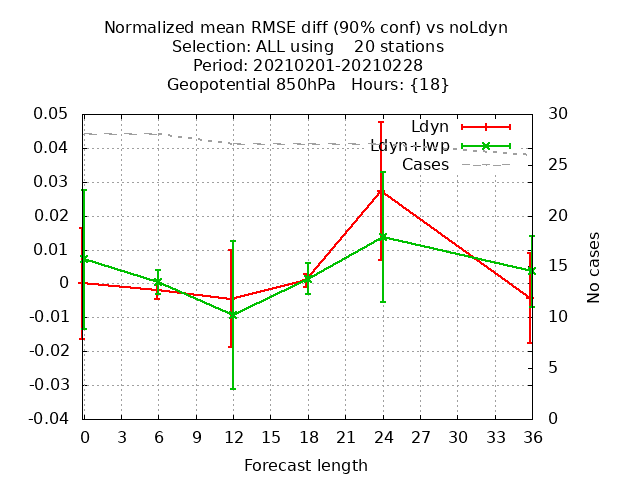 Normalized mean RMSE diff (90% conf) vs noLdyn
Selection: ALL using    20 stations
Period: 20210201-20210228
Geopotential 850hPa   Hours: {18}
0.05
0.04
0.03
0.02
0.01
0
-0.01
-0.02
-0.03
-0.04
30
25
20
15
10
5
0
Ldyn
Ldyn+lwp
Cases
No cases
0 3 6 9 12 15 18 21 24 27 30 33 36
Forecast length